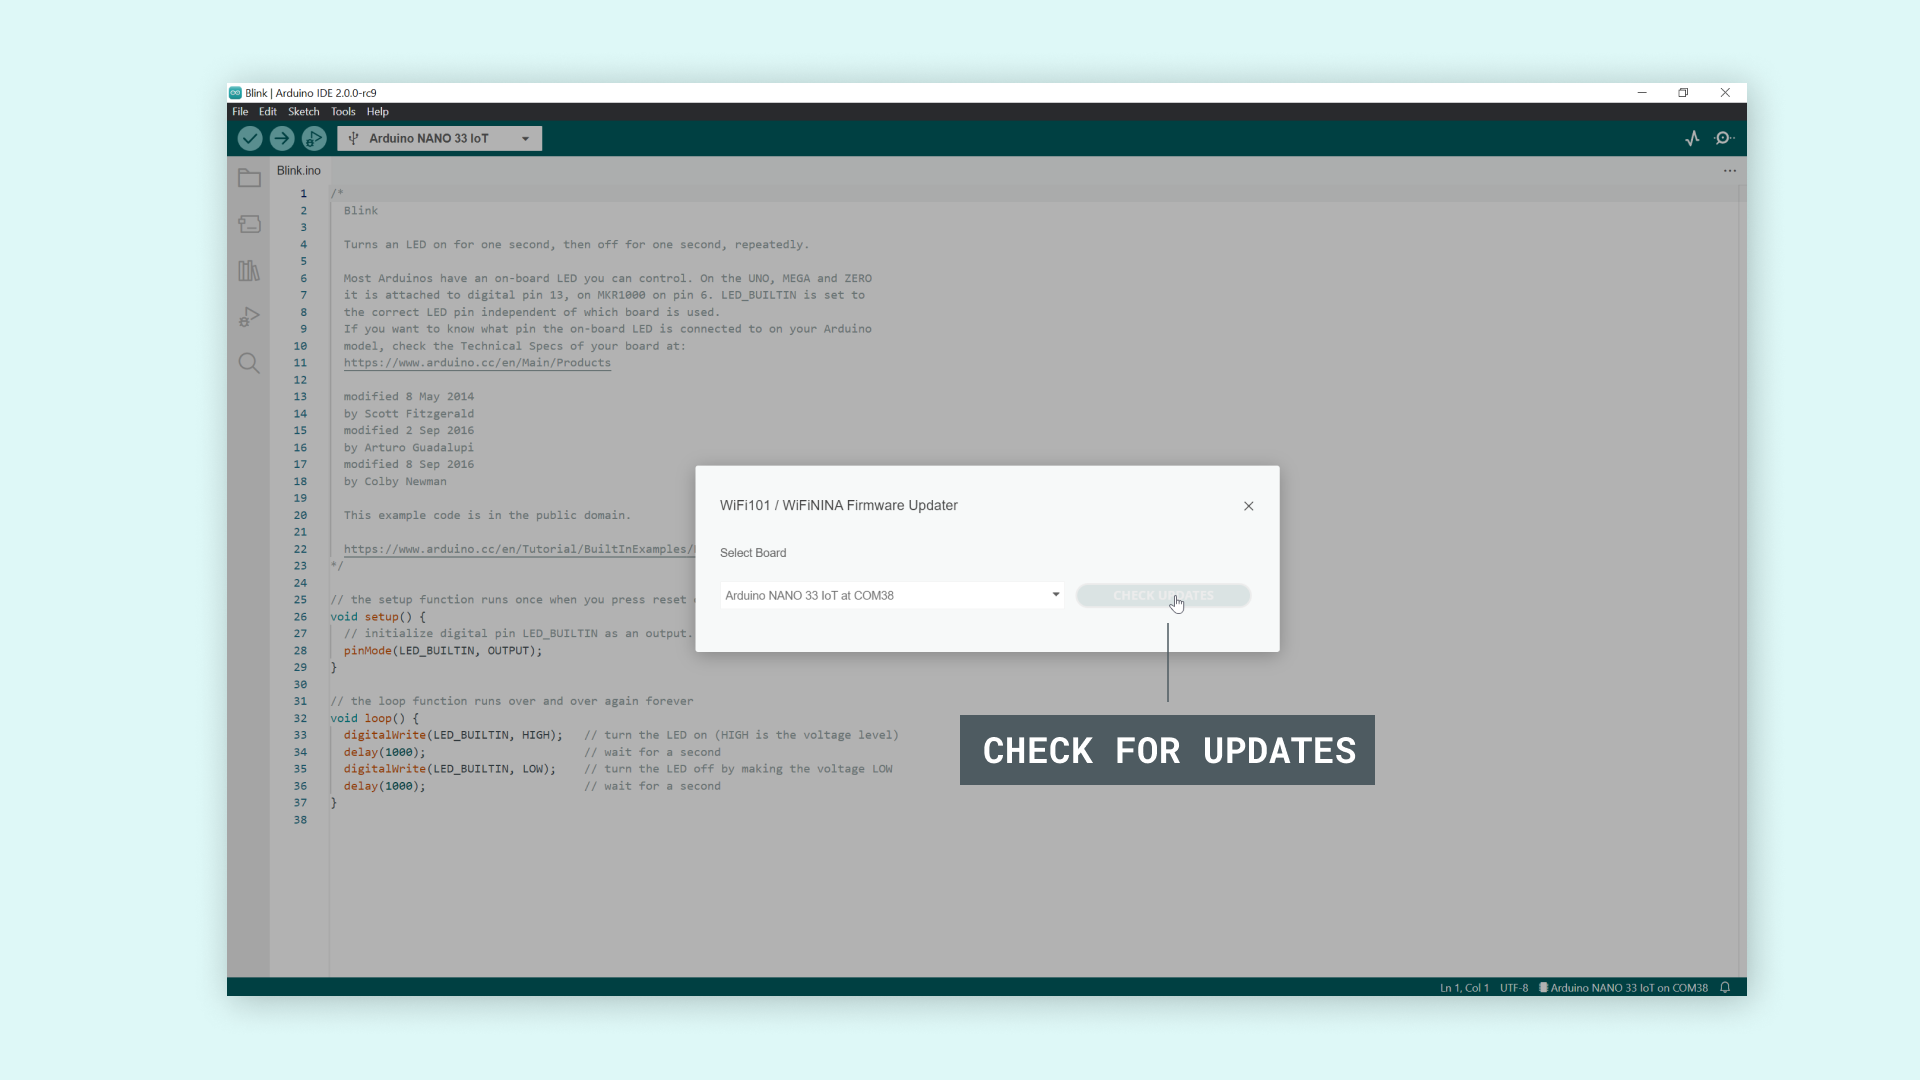 Blink | Arduino IDE 2.0.0-rc9
File Edit Sketch Tools Help
Arduino NANO 33 IoT
Blink.ino
1 /*
2 Blink
3
4 Turns an LED on for one second, then off for one second, repeatedly.
5
6 Most Arduinos have an on-board LED you can control. On the UNO, MEGA and ZERO
7 it is attached to digital pin 13, on MKR1000 on pin 6. LED_BUILTIN is set to
8 the correct LED pin independent of which board is used.
9 If you want to know what pin the on-board LED is connected to on your Arduino
10 model, check the Technical Specs of your board at:
11 https://www.arduino.cc/en/Main/Products
12
13 modified 8 May 2014
14 by Scott Fitzgerald
15 modified 2 Sep 2016
16 by Arturo Guadalupi
17 modified 8 Sep 2016
18 by Colby Newman
19
20 This example code is in the public domain.
21
22 https://www.arduino.cc/en/Tutorial/BuiltInExamples/
23 */
24
25 // the setup function runs once when you press reset
26 void setup() {
27 // initialize digital pin LED_BUILTIN as an output.
28 pinMode(LED_BUILTIN, OUTPUT);
29 }
30
31 // the loop function runs over and over again forever
32 void loop() {
33 digitalWrite(LED_BUILTIN, HIGH); // turn the LED on (HIGH is the voltage level)
34 delay(1000); // wait for a second
35 digitalWrite(LED_BUILTIN, LOW); // turn the LED off by making the voltage LOW
36 delay(1000); // wait for a second
37 }
38
WiFi101 / WiFiNINA Firmware Updater
Select Board
Arduino NANO 33 IoT at COM38
CHECK UPDATES
CHECK FOR UPDATES
Ln 1, Col 1 UTF-8 Arduino NANO 33 IoT on COM38